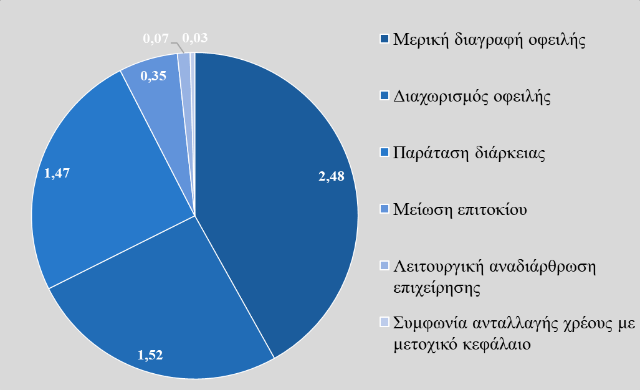 0,07
0,03
0,35
2,48
1,47
1,52
Μερική διαγραφή οφειλής
Διαχωρισμός οφειλής
Παράταση διάρκειας
Μείωση επιτοκίου
Λειτουργική αναδιάρθρωση
επιχείρησης
Συμφωνία ανταλλαγής χρέους με
μετοχικό κεφάλαιο